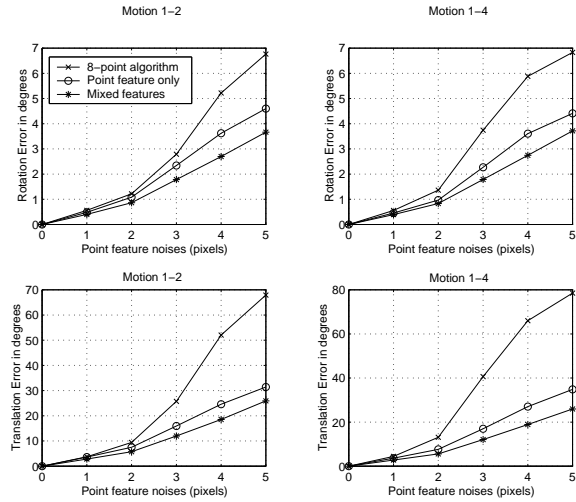 Motion 1−2
7
6
5
4
3
2
1
0
Rotation Error in degrees
8−point algorithm
Point feature only
Mixed features
0 1 2 3 4 5
Point feature noises (pixels)
Motion 1−4
7
6
5
4
3
2
1
0
Rotation Error in degrees
0 1 2 3 4 5
Point feature noises (pixels)
Motion 1−2
70
60
50
40
30
20
10
0
Translation Error in degrees
0 1 2 3 4 5
Point feature noises (pixels)
Motion 1−4
80
60
40
20
0
Translation Error in degrees
0 1 2 3 4 5
Point feature noises (pixels)